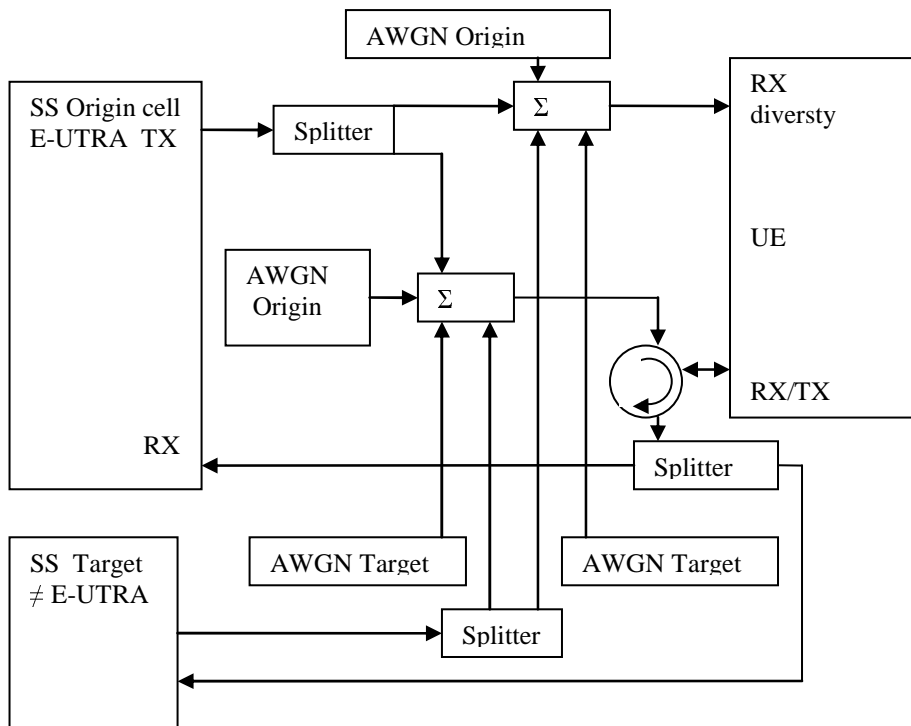 AWGN Origin
SS Origin cell
E-UTRA TX
Splitter
Σ
RX
diversty
UE
AWGN
Origin
Σ
RX/TX
RX
Splitter
SS Target
≠ E-UTRA
AWGN Target
AWGN Target
Splitter